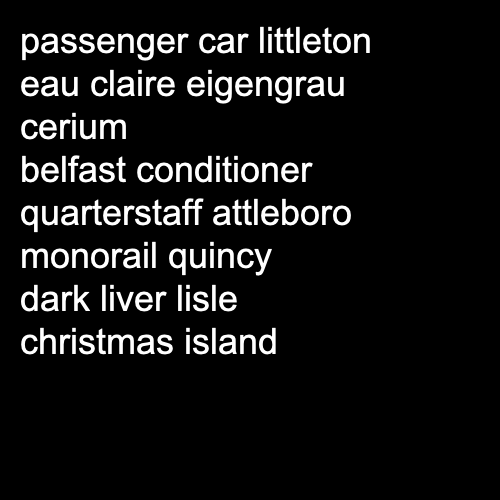 passenger car littleton
eau claire eigengrau
cerium
belfast conditioner
quarterstaff attleboro
monorail quincy
dark liver lisle
christmas island